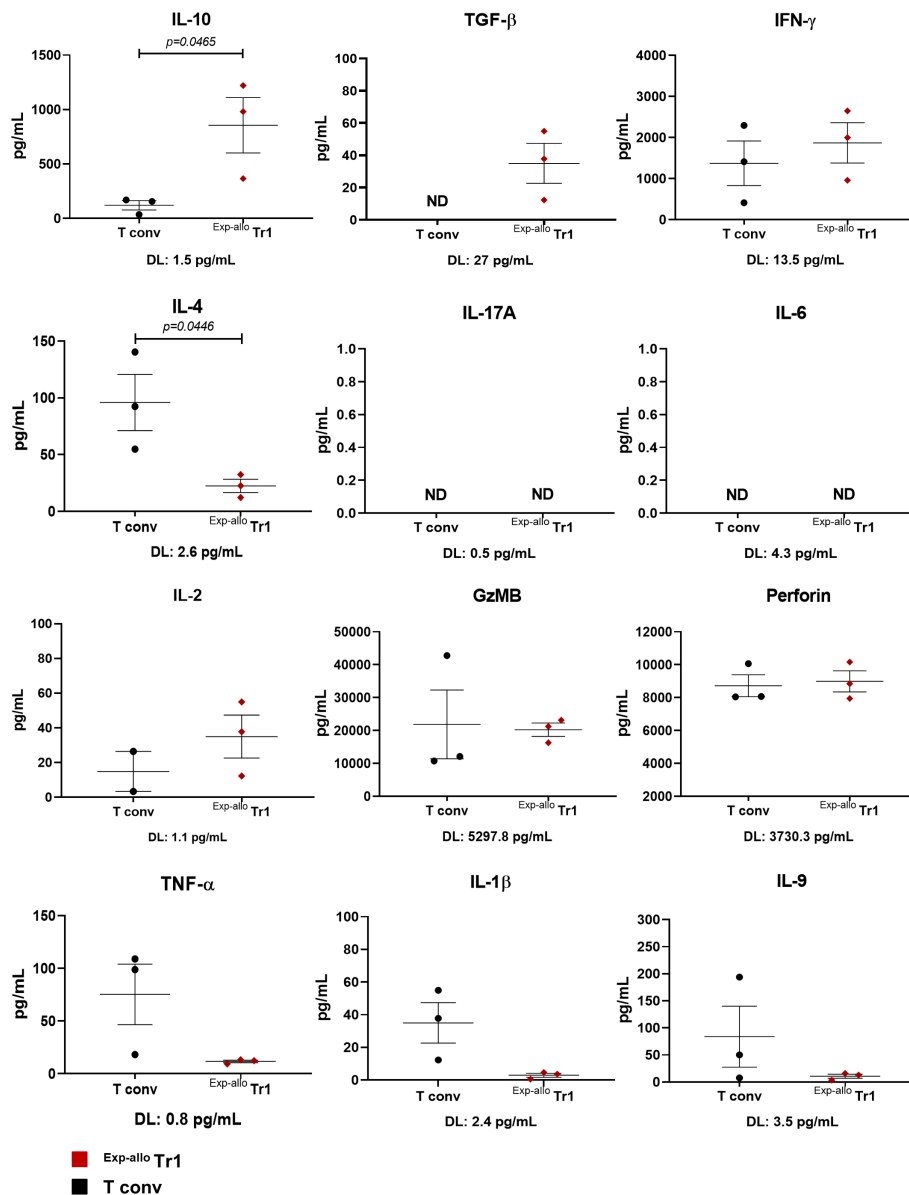 IL-10 TGF-β IFN-γ
p=0.0465
pg/mL 1500 1000 500 0
T conv Exp-allo Tr1
DL: 1.5 pg/mL
pg/mL 100 80 60 40 20 0
ND
T conv Exp-allo Tr1
DL: 27 pg/mL
pg/mL 4000 3000 2000 1000 0
T conv Exp-allo Tr1
DL: 13.5 pg/mL
IL-4 IL-17A IL-6
p=0.0446
pg/mL 150 100 50 0
T conv Exp-allo Tr1
DL: 2.6 pg/mL
pg/mL 1.0 0.8 0.6 0.4 0.2 0.0
ND ND
T conv Exp-allo Tr1
DL: 0.5 pg/mL
pg/mL 1.0 0.8 0.6 0.4 0.2 0.0
ND ND
T conv Exp-allo Tr1
DL: 4.3 pg/mL
IL-2 GzMB Perforin
pg/mL 100 80 60 40 20 0
T conv Exp-allo Tr1
DL: 1.1 pg/mL
pg/mL 50000 40000 30000 20000 10000 0
T conv Exp-allo Tr1
DL: 5297.8 pg/mL
pg/mL 12000 10000 8000 6000 4000 2000
T conv Exp-allo Tr1
DL: 3730.3 pg/mL
TNF-α IL-1β IL-9
pg/mL 150 100 50 0
T conv Exp-allo Tr1
DL: 0.8 pg/mL
pg/mL 100 80 60 40 20 0
T conv Exp-allo Tr1
DL: 2.4 pg/mL
pg/mL 300 250 200 150 100 50 0
T conv Exp-allo Tr1
DL: 3.5 pg/mL
Exp-allo Tr1
T conv